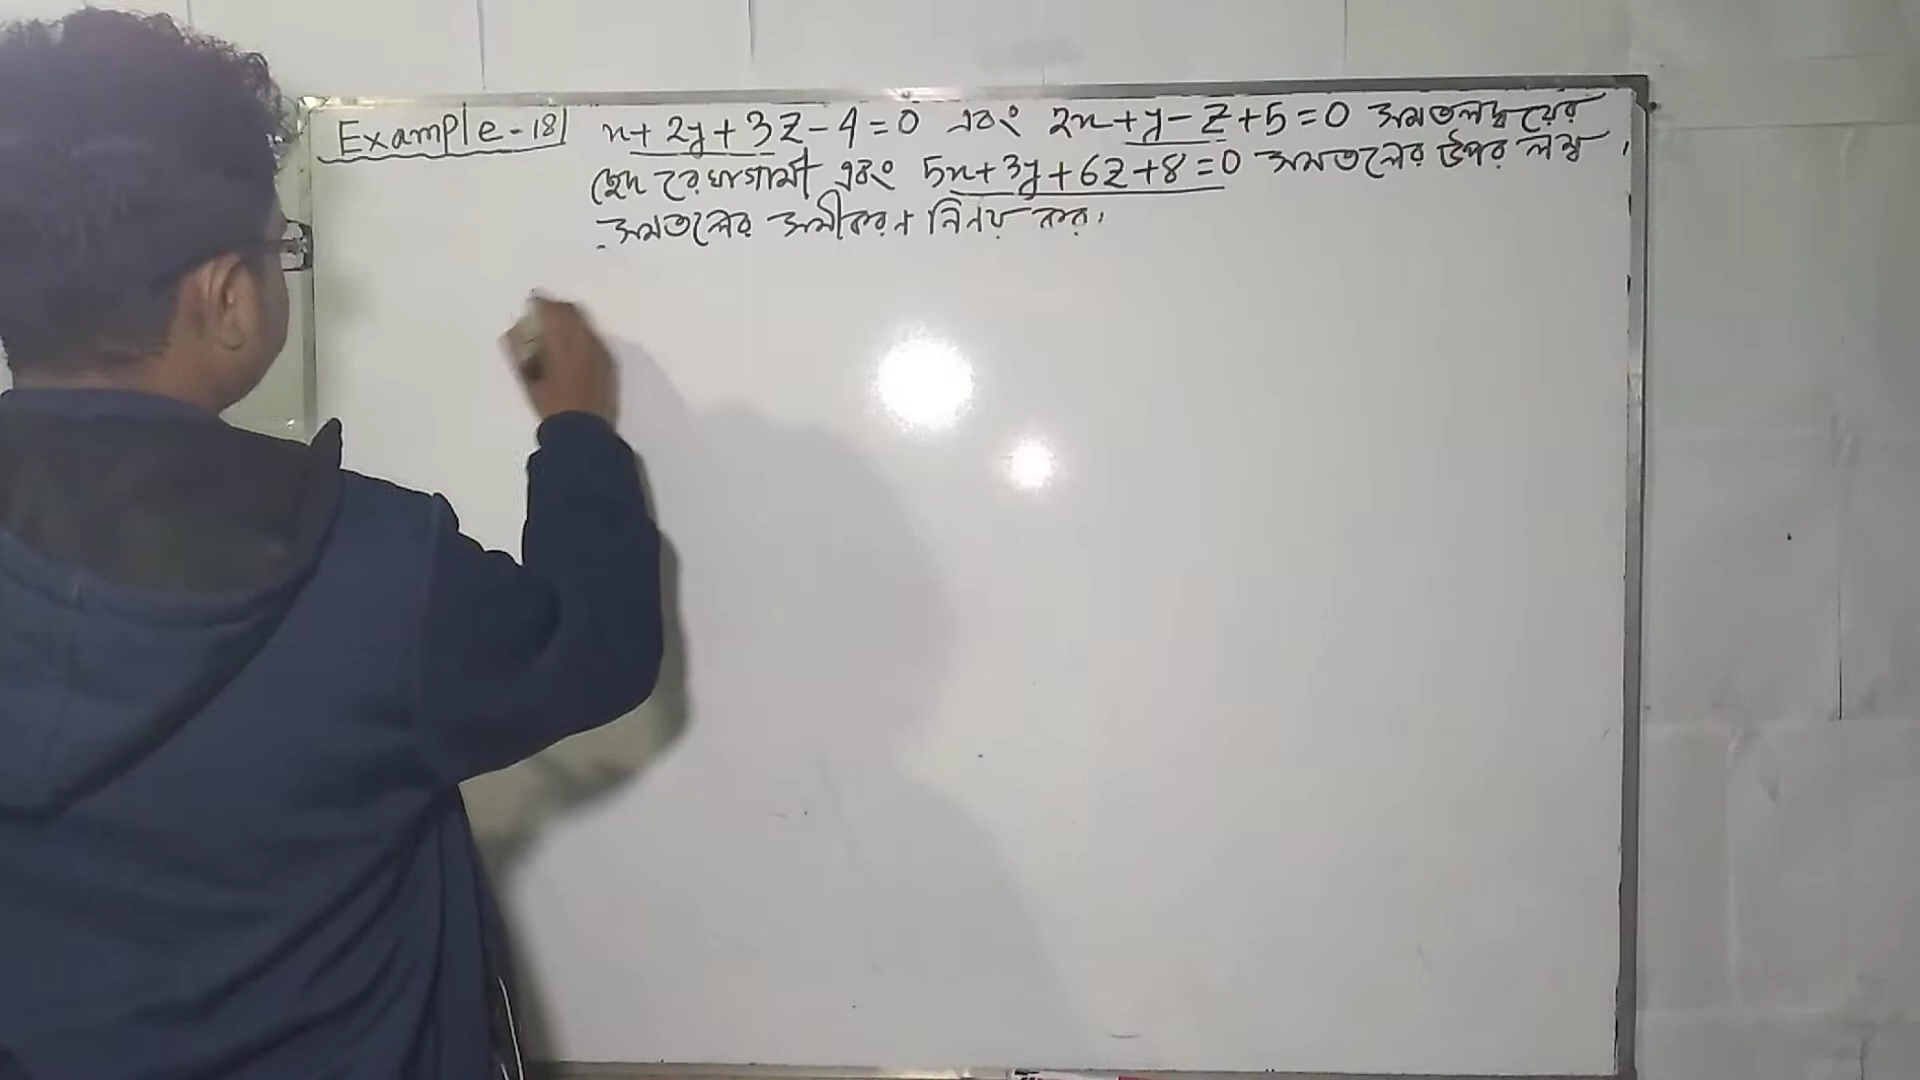 Example-18| x+2y+3z-4=0 এবং 2x+y-z+5=0 সমতলদ্বয়ের
ছেদ রেখাগামী এবং 5x+3y+6z+8=0 সমতলের উপর লম্ব।
সমতলের সমীকরণ নির্ণয় কর।